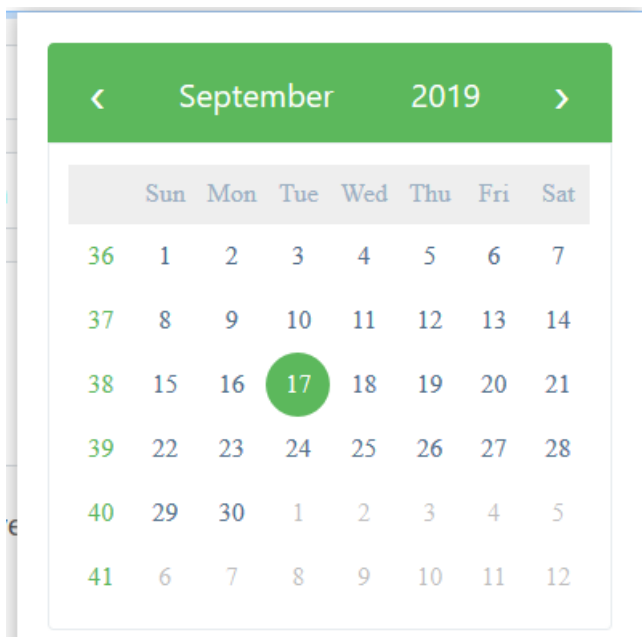 ‹ September 2019 ›
Sun Mon Tue Wed Thu Fri Sat
36 1 2 3 4 5 6 7
37 8 9 10 11 12 13 14
38 15 16 17 18 19 20 21
39 22 23 24 25 26 27 28
40 29 30 1 2 3 4 5
41 6 7 8 9 10 11 12